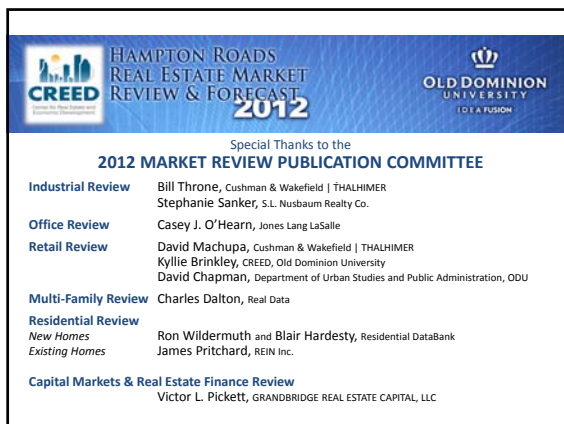 CREED
Center for Real Estate and
Economic Development
HAMPTON ROADS
REAL ESTATE MARKET
REVIEW & FORECAST
2012
OLD DOMINION
UNIVERSITY
IDEA FUSION
Special Thanks to the
2012 MARKET REVIEW PUBLICATION COMMITTEE
Industrial Review Bill Throne, Cushman & Wakefield | THALHIMER
Stephanie Sanker, S.L. Nusbaum Realty Co.
Office Review Casey J. O'Hearn, Jones Lang LaSalle
Retail Review David Machupa, Cushman & Wakefield | THALHIMER
Kyllie Brinkley, CREED, Old Dominion University
David Chapman, Department of Urban Studies and Public Administration, ODU
Multi-Family Review Charles Dalton, Real Data
Residential Review
New Homes Ron Wildermuth and Blair Hardesty, Residential DataBank
Existing Homes James Pritchard, REIN Inc.
Capital Markets & Real Estate Finance Review
Victor L. Pickett, GRANDBRIDGE REAL ESTATE CAPITAL, LLC